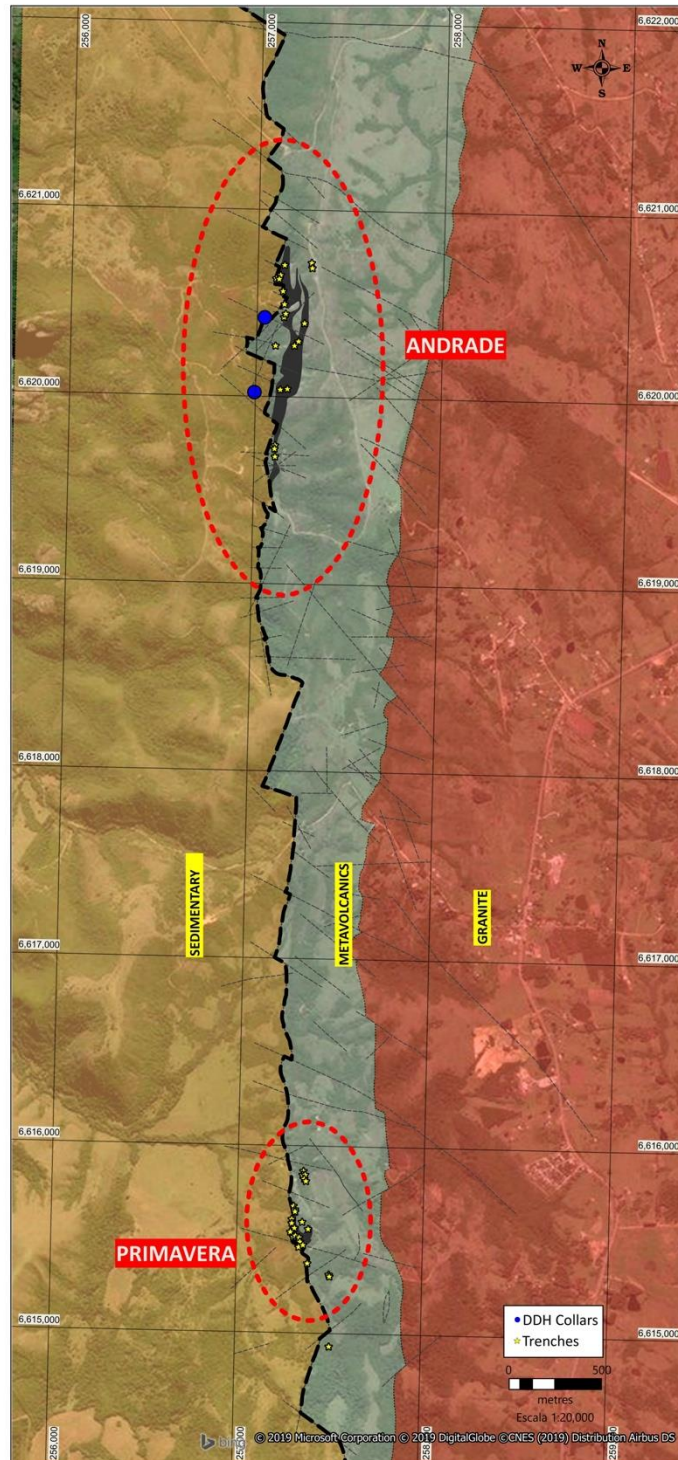 256,000
257,000
258,000
6,622,000
N
W E
S
6,621,000
6,621,000
ANDRADE
6,620,000
6,620,000
6,619,000
6,619,000
6,618,000
6,618,000
SEDIMENTARY
METAVOLCANICS
GRANITE
6,617,000
6,617,000
6,616,000
6,616,000
PRIMAVERA
6,615,000
6,615,000
DDH Collars
Trenches
0 500
metres
Escala 1:20,000
256,000
bing © 2019 Microsoft Corporation © 2019 DigitalGlobe ©CNES (2019) Distribution Airbus DS